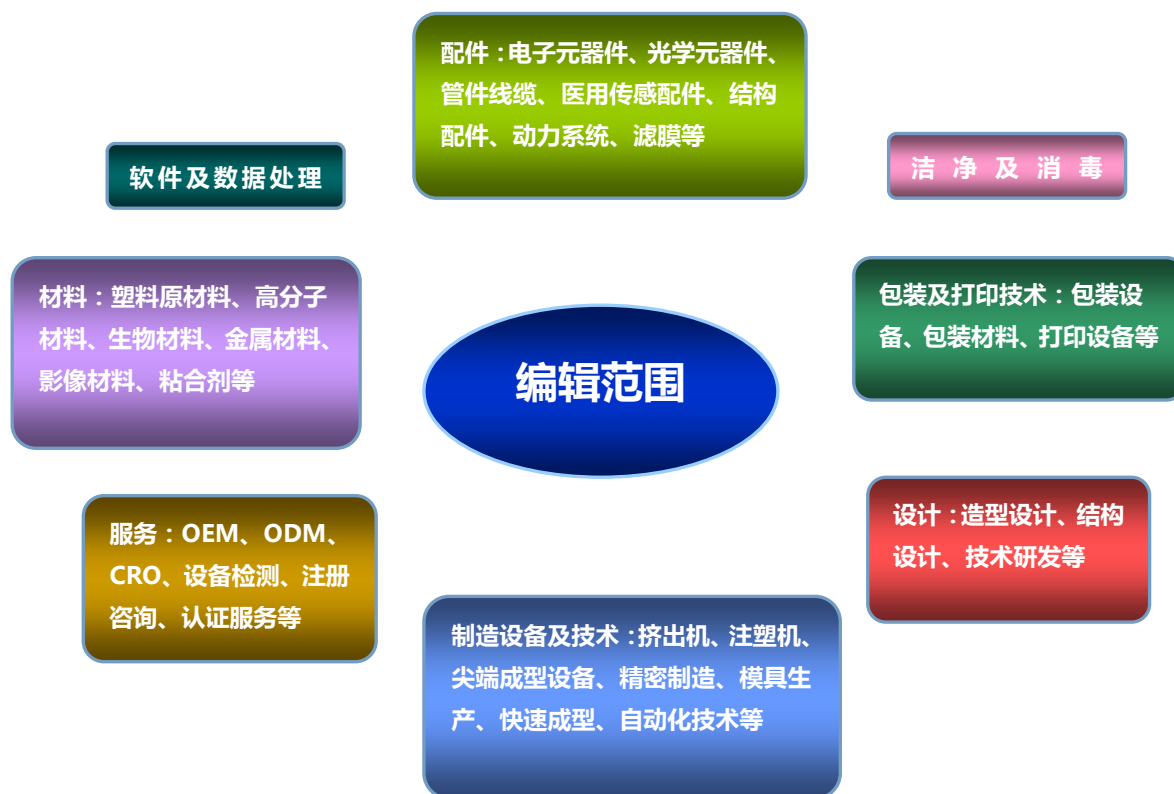 配件：电子元器件、光学元器件、
管件线缆、医用传感配件、结构
配件、动力系统、滤膜等
软件及数据处理
洁净及消毒
材料：塑料原材料、高分子
材料、生物材料、金属材料、
影像材料、粘合剂等
包装及打印技术：包装设
备、包装材料、打印设备等
编辑范围
服务：OEM、ODM、
CRO、设备检测、注册
咨询、认证服务等
设计：造型设计、结构
设计、技术研发等
制造设备及技术：挤出机、注塑机、
尖端成型设备、精密制造、模具生
产、快速成型、自动化技术等